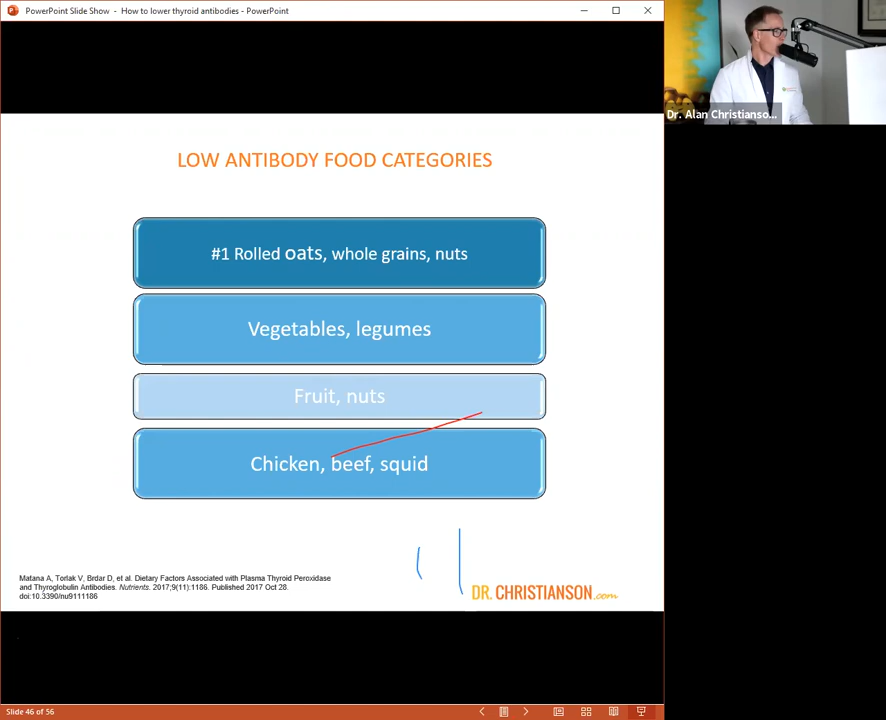 PowerPoint Slide Show - How to lower thyroid antibodies - PowerPoint
Dr. Alan Christianso...
LOW ANTIBODY FOOD CATEGORIES
#1 Rolled oats, whole grains, nuts
Vegetables, legumes
Fruit, nuts
Chicken, beef, squid
Matana A, Torlak V, Brdar D, et al. Dietary Factors Associated with Plasma Thyroid Peroxidase
and Thyroglobulin Antibodies. Nutrients. 2017;9(11):1186. Published 2017 Oct 28.
doi:10.3390/nu9111186
DR. CHRISTIANSON.com
Slide 46 of 56